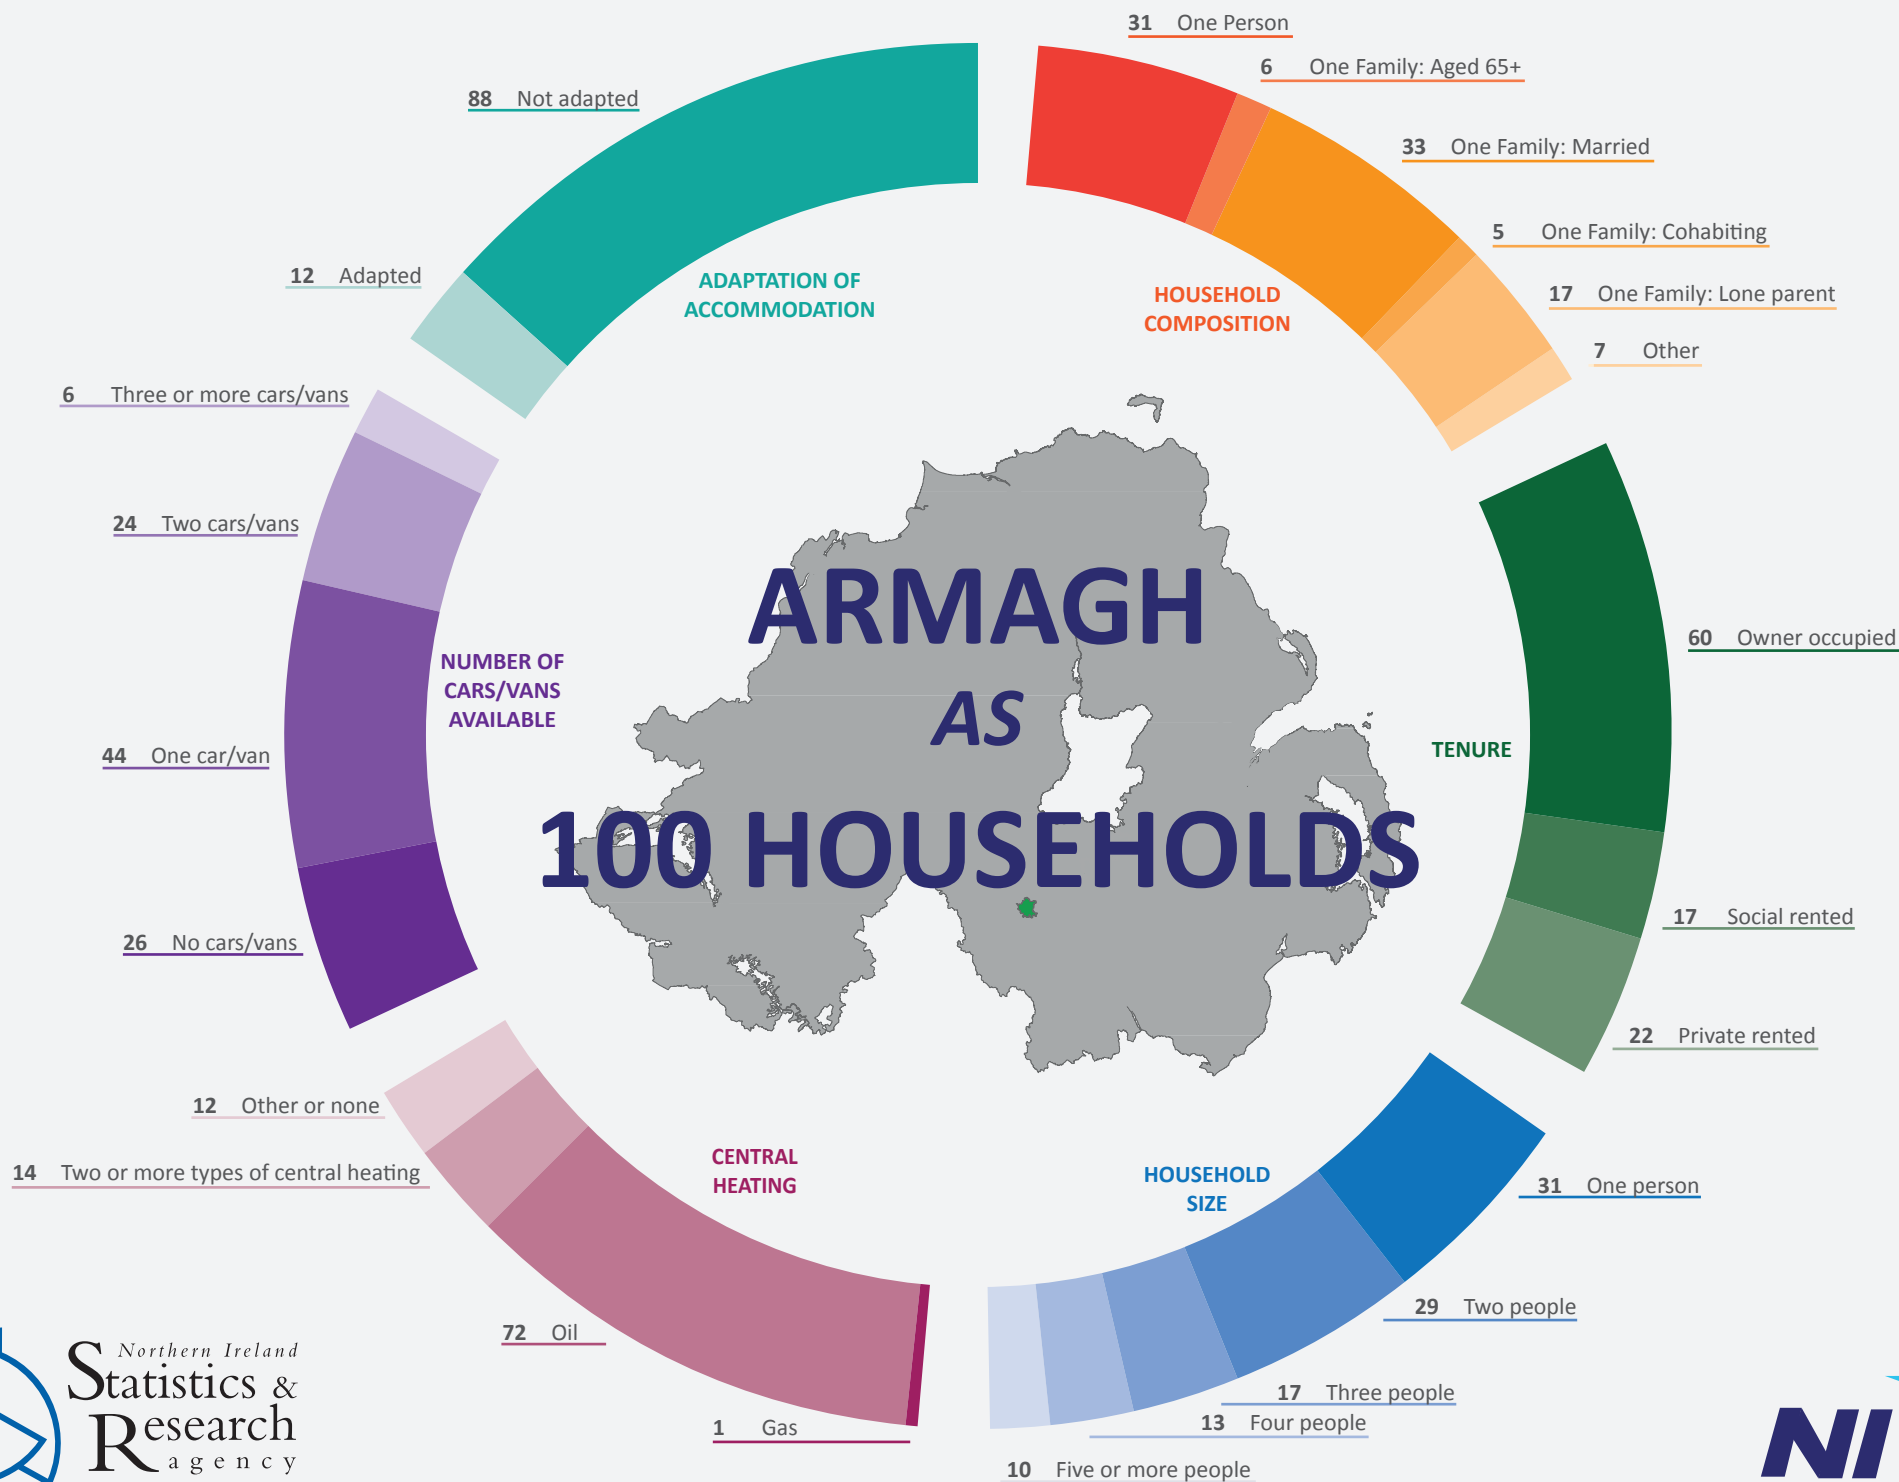 31 One Person
6 One Family: Aged 65+
33 One Family: Married
5 One Family: Cohabiting
17 One Family: Lone parent
7 Other
HOUSEHOLD
COMPOSITION
60 Owner occupied
17 Social rented
22 Private rented
TENURE
31 One person
29 Two people
17 Three people
13 Four people
10 Five or more people
HOUSEHOLD
SIZE
1 Gas
72 Oil
14 Two or more types of central heating
12 Other or none
CENTRAL
HEATING
26 No cars/vans
44 One car/van
24 Two cars/vans
6 Three or more cars/vans
NUMBER OF
CARS/VANS
AVAILABLE
12 Adapted
88 Not adapted
ADAPTATION OF
ACCOMMODATION
ARMAGH
AS
100 HOUSEHOLDS
Northern Ireland
Statistics &
Research
agency
NI